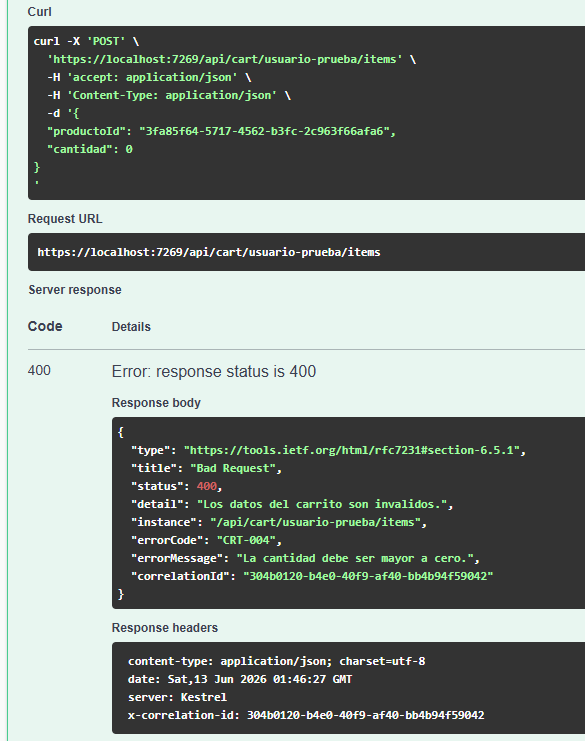 Curl
curl -X 'POST' \
  'https://localhost:7269/api/cart/usuario-prueba/items' \
  -H 'accept: application/json' \
  -H 'Content-Type: application/json' \
  -d '{
  "productoId": "3fa85f64-5717-4562-b3fc-2c963f66afa6",
  "cantidad": 0
}
'
Request URL
https://localhost:7269/api/cart/usuario-prueba/items
Server response
Code Details
400 Error: response status is 400
Response body
{
  "type": "https://tools.ietf.org/html/rfc7231#section-6.5.1",
  "title": "Bad Request",
  "status": 400,
  "detail": "Los datos del carrito son invalidos.",
  "instance": "/api/cart/usuario-prueba/items",
  "errorCode": "CRT-004",
  "errorMessage": "La cantidad debe ser mayor a cero.",
  "correlationId": "304b0120-b4e0-40f9-af40-bb4b94f59042"
}
Response headers
content-type: application/json; charset=utf-8
date: Sat,13 Jun 2026 01:46:27 GMT
server: Kestrel
x-correlation-id: 304b0120-b4e0-40f9-af40-bb4b94f59042